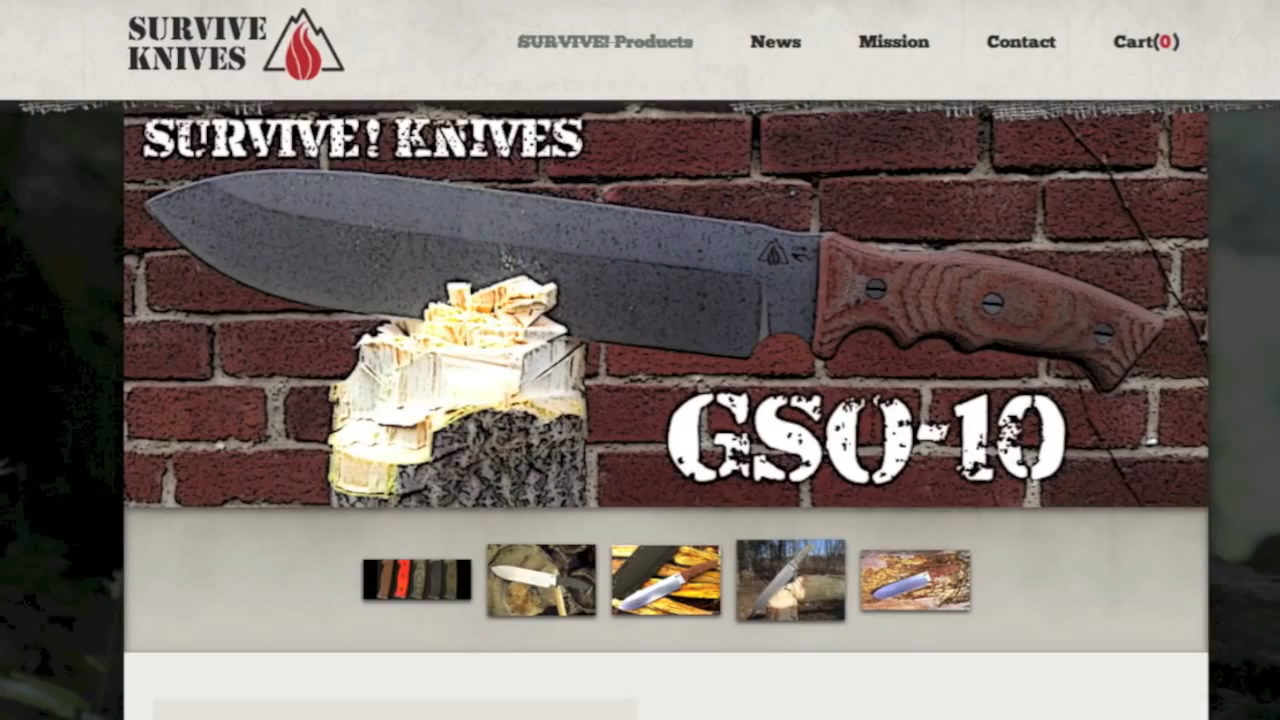 SURVIVE
KNIVES
SURVIVE! Products
News
Mission
Contact
Cart(0)
SURVIVE! KNIVES
GSO-10